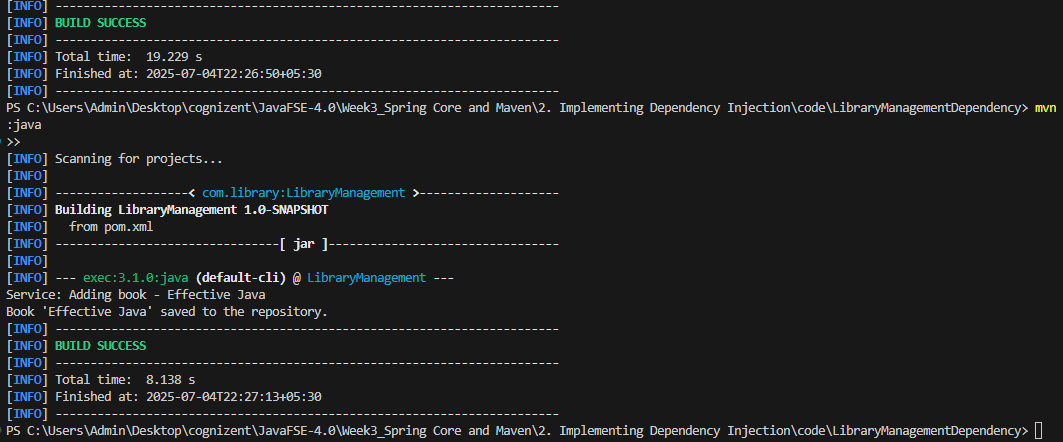 [INFO] ------------------------------------------------------------------------
[INFO] BUILD SUCCESS
[INFO] ------------------------------------------------------------------------
[INFO] Total time:  19.229 s
[INFO] Finished at: 2025-07-04T22:26:50+05:30
[INFO] ------------------------------------------------------------------------
PS C:\Users\Admin\Desktop\cognizent\JavaFSE-4.0\Week3_Spring Core and Maven\2. Implementing Dependency Injection\code\LibraryManagementDependency> mvn
:java
>>
[INFO] Scanning for projects...
[INFO]
[INFO] -------------------< com.library:LibraryManagement >--------------------
[INFO] Building LibraryManagement 1.0-SNAPSHOT
[INFO]   from pom.xml
[INFO] --------------------------------[ jar ]---------------------------------
[INFO]
[INFO] --- exec:3.1.0:java (default-cli) @ LibraryManagement ---
Service: Adding book - Effective Java
Book 'Effective Java' saved to the repository.
[INFO] ------------------------------------------------------------------------
[INFO] BUILD SUCCESS
[INFO] ------------------------------------------------------------------------
[INFO] Total time:  8.138 s
[INFO] Finished at: 2025-07-04T22:27:13+05:30
[INFO] ------------------------------------------------------------------------
PS C:\Users\Admin\Desktop\cognizent\JavaFSE-4.0\Week3_Spring Core and Maven\2. Implementing Dependency Injection\code\LibraryManagementDependency>